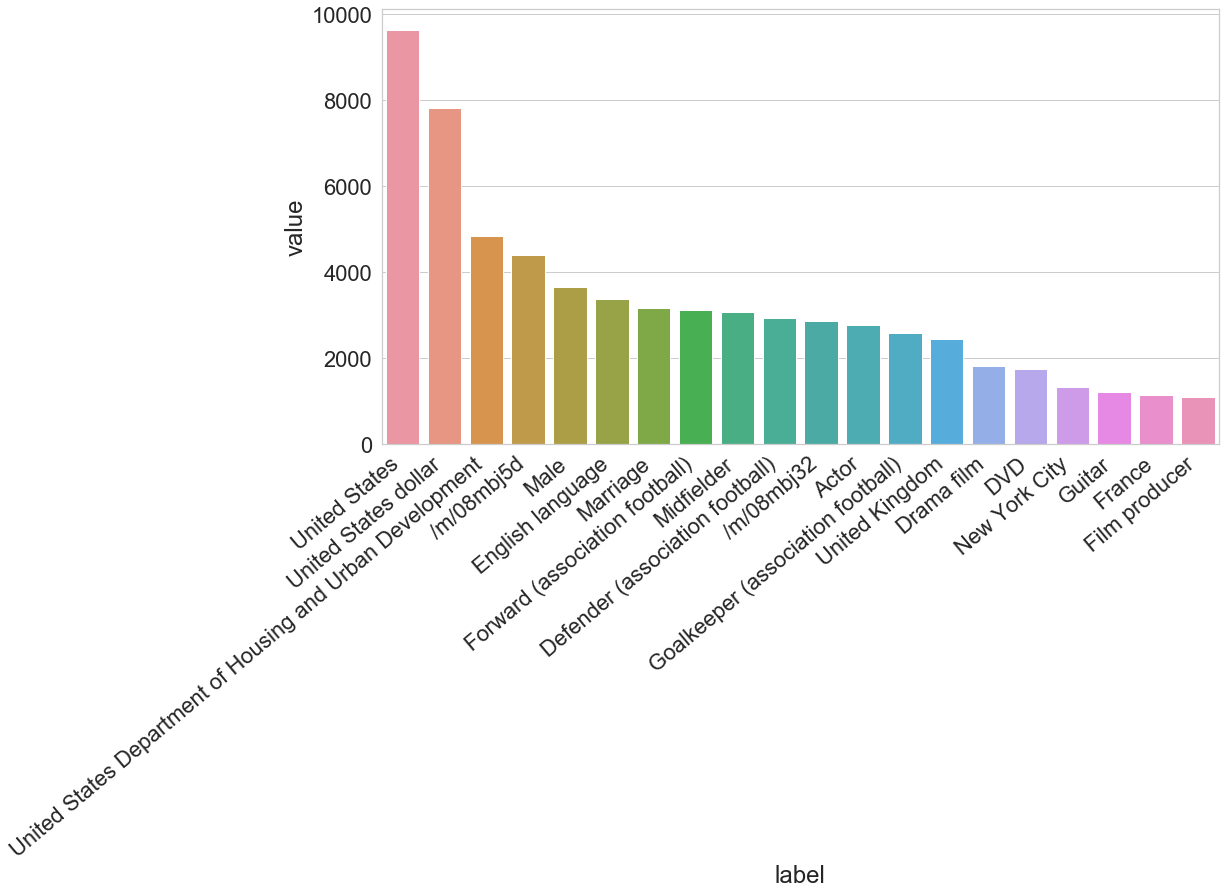 10000
8000
6000
4000
2000
0
value
United States
United States dollar
United States Department of Housing and Urban Development
/m/08mbj5d
Male
English language
Marriage
Forward (association football)
Midfielder
Defender (association football)
/m/08mbj32
Actor
Goalkeeper (association football)
United Kingdom
Drama film
DVD
New York City
Guitar
France
Film producer
label